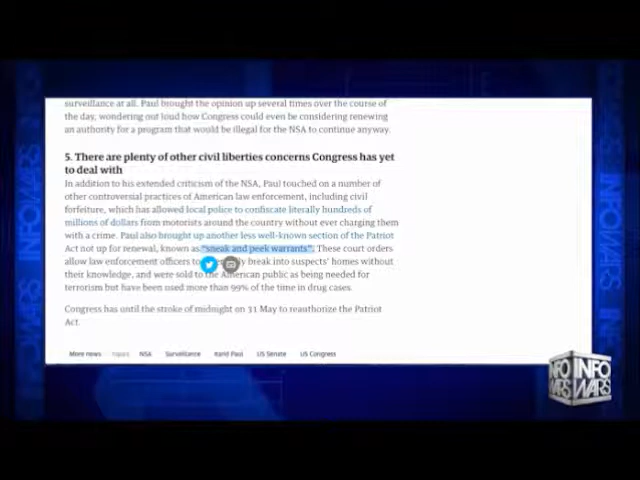 surveillance at all. Paul brought the opinion up several times over the course of
the day, wondering out loud how Congress could even be considering renewing
an authority for a program that would be illegal for the NSA to continue anyway.
5. There are plenty of other civil liberties concerns Congress has yet
to deal with
In addition to his extended criticism of the NSA, Paul touched on a number of
other controversial practices of American law enforcement, including civil
forfeiture, which has allowed local police to confiscate literally hundreds of
millions of dollars from motorists around the country without ever charging them
with a crime. Paul also brought up another less well-known section of the Patriot
Act not up for renewal, known as "sneak and peek warrants". These court orders
allow law enforcement officers to break into suspects' homes without
their knowledge, and were sold to the American public as being needed for
terrorism but have been used more than 99% of the time in drug cases.
Congress has until the stroke of midnight on 31 May to reauthorize the Patriot
Act.
More news Topics NSA Surveillance Rand Paul US Senate US Congress
INFO WARS
INFO WARS